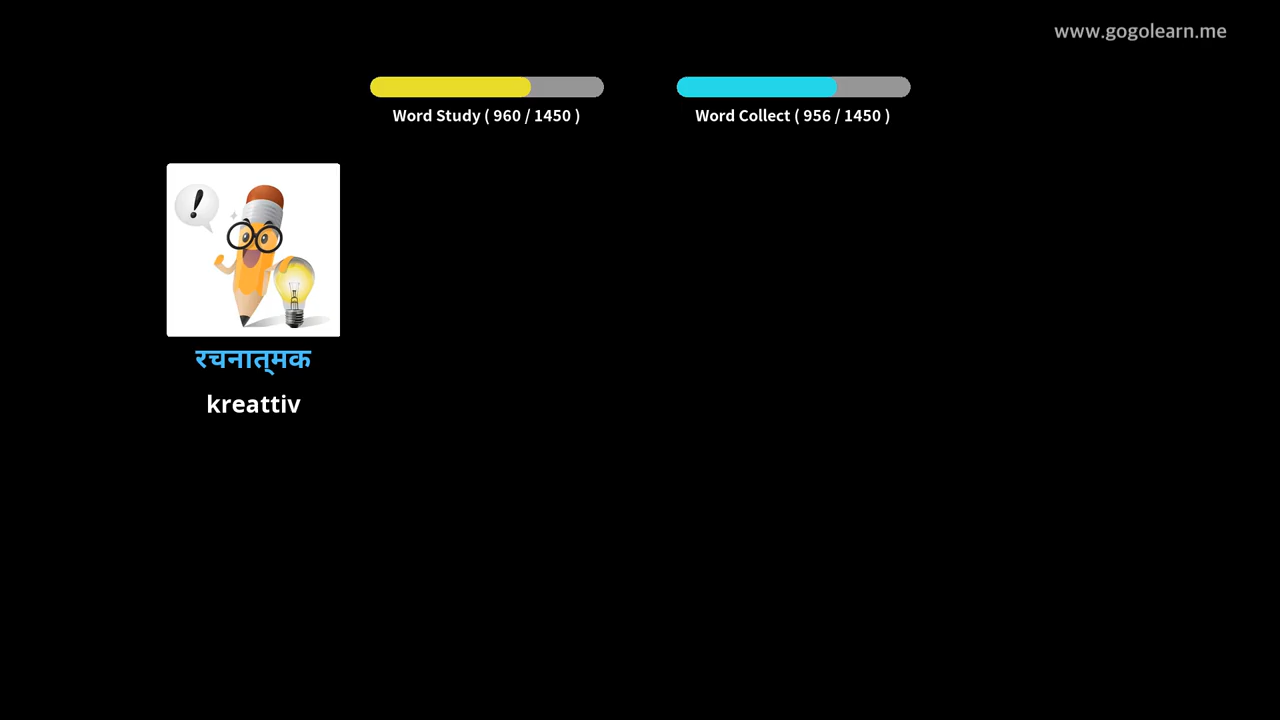 www.gogolearn.me
Word Study ( 960 / 1450 )
Word Collect ( 956 / 1450 )
!
रचनात्मक
kreattiv